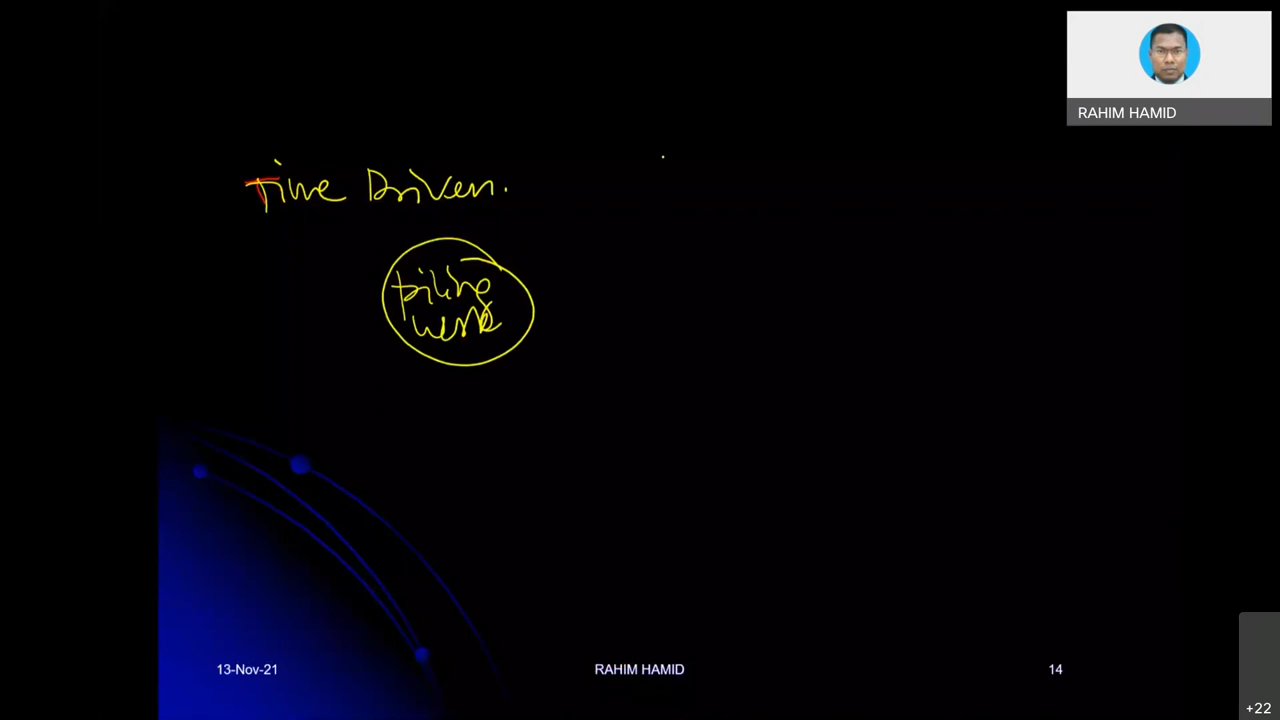 RAHIM HAMID
Time Driven.
piling
work
13-Nov-21
RAHIM HAMID
14
+22